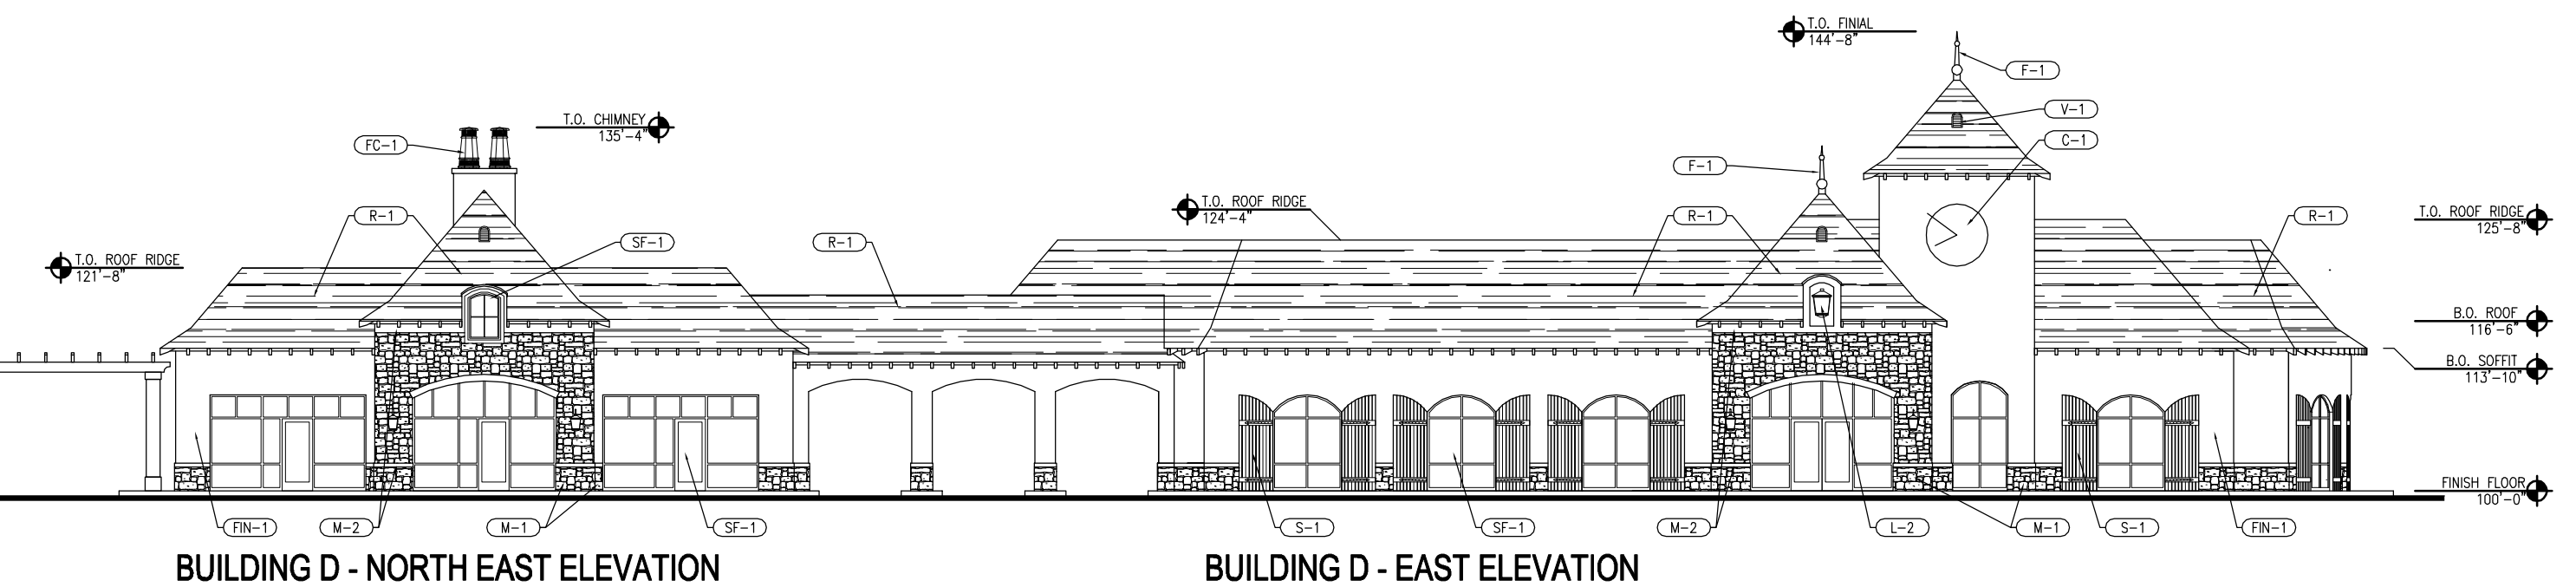 T.O. FINIAL
144'-8"
F-1
V-1
T.O. CHIMNEY
135'-4"
C-1
FC-1
F-1
T.O. ROOF RIDGE
124'-4"
R-1
R-1
R-1
T.O. ROOF RIDGE
125'-8"
SF-1
R-1
T.O. ROOF RIDGE
121'-8"
B.O. ROOF
116'-6"
B.O. SOFFIT
113'-10"
FINISH FLOOR
100'-0"
FIN-1
M-2
M-1
SF-1
S-1
SF-1
M-2
L-2
M-1
S-1
FIN-1
BUILDING D - NORTH EAST ELEVATION
BUILDING D - EAST ELEVATION